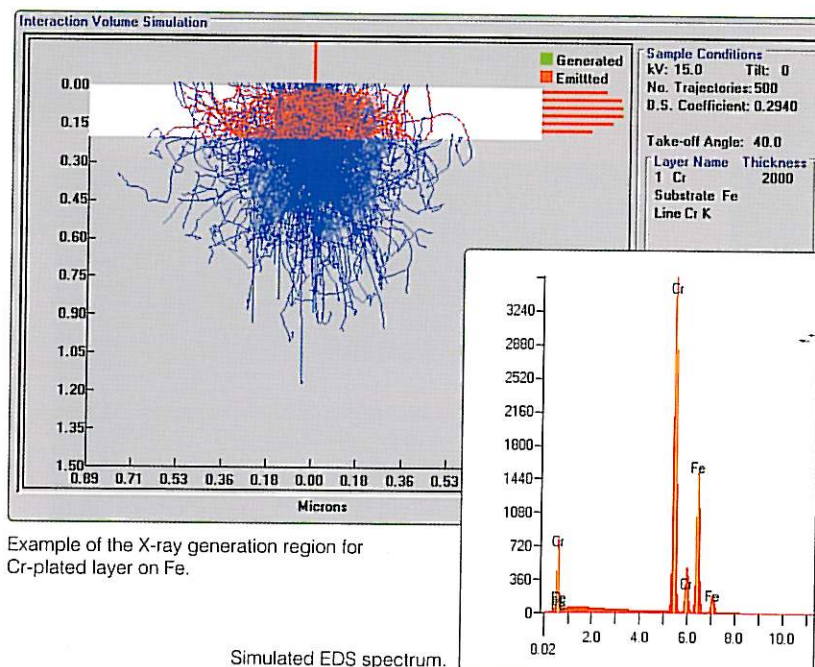 Interaction Volume Simulation
Generated
Emittted
0.00
0.15
0.30
0.45
0.60
0.75
0.90
1.05
1.20
1.35
1.50
0.89 0.71 0.53 0.36 0.18 0.00 0.18 0.36 0.53
Microns
Sample Conditions
kV: 15.0 Tilt: 0
No. Trajectories: 500
D.S. Coefficient: 0.2940
Take-off Angle: 40.0
Layer Name Thickness
1 Cr 2000
Substrate Fe
Line Cr K
Example of the X-ray generation region for
Cr-plated layer on Fe.
3240
2880
2520
2160
1800
1440
1080
720
360
0
Cr
Cr
Fe
Cr
Fe
0.02 2.0 4.0 6.0 8.0 10.0
Simulated EDS spectrum.